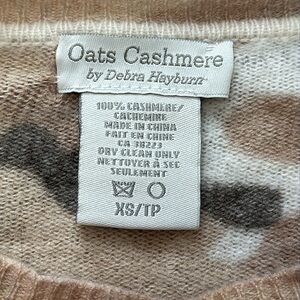 Oats Cashmere
by Debra Hayburn
100% CASHMERE/
CACHEMIRE
MADE IN CHINA
FAIT EN CHINE
CA 38223
DRY CLEAN ONLY
NETTOYER À SEC
SEULEMENT
XS/TP